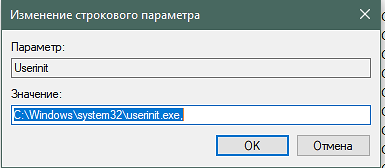 Изменение строкового параметра
Параметр:
Userinit
Значение:
C:\Windows\system32\userinit.exe,
OK
Отмена